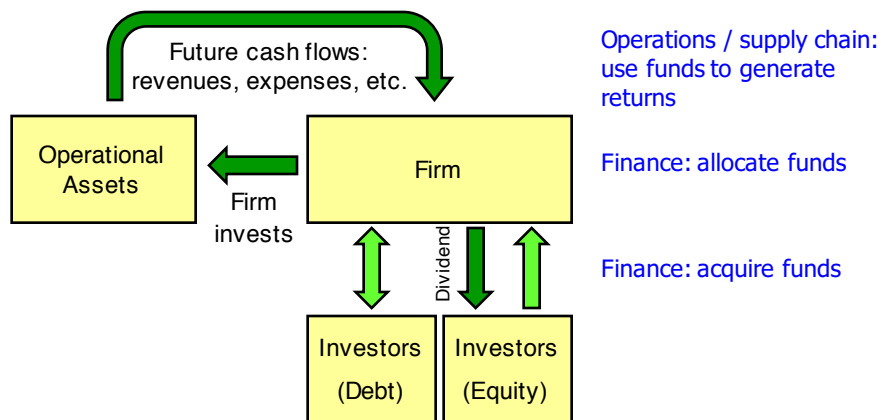 Future cash flows:
revenues, expenses, etc.
Operations / supply chain:
use funds to generate
returns
Operational
Assets
Firm
invests
Firm
Finance: allocate funds
Dividend
Finance: acquire funds
Investors
(Debt)
Investors
(Equity)